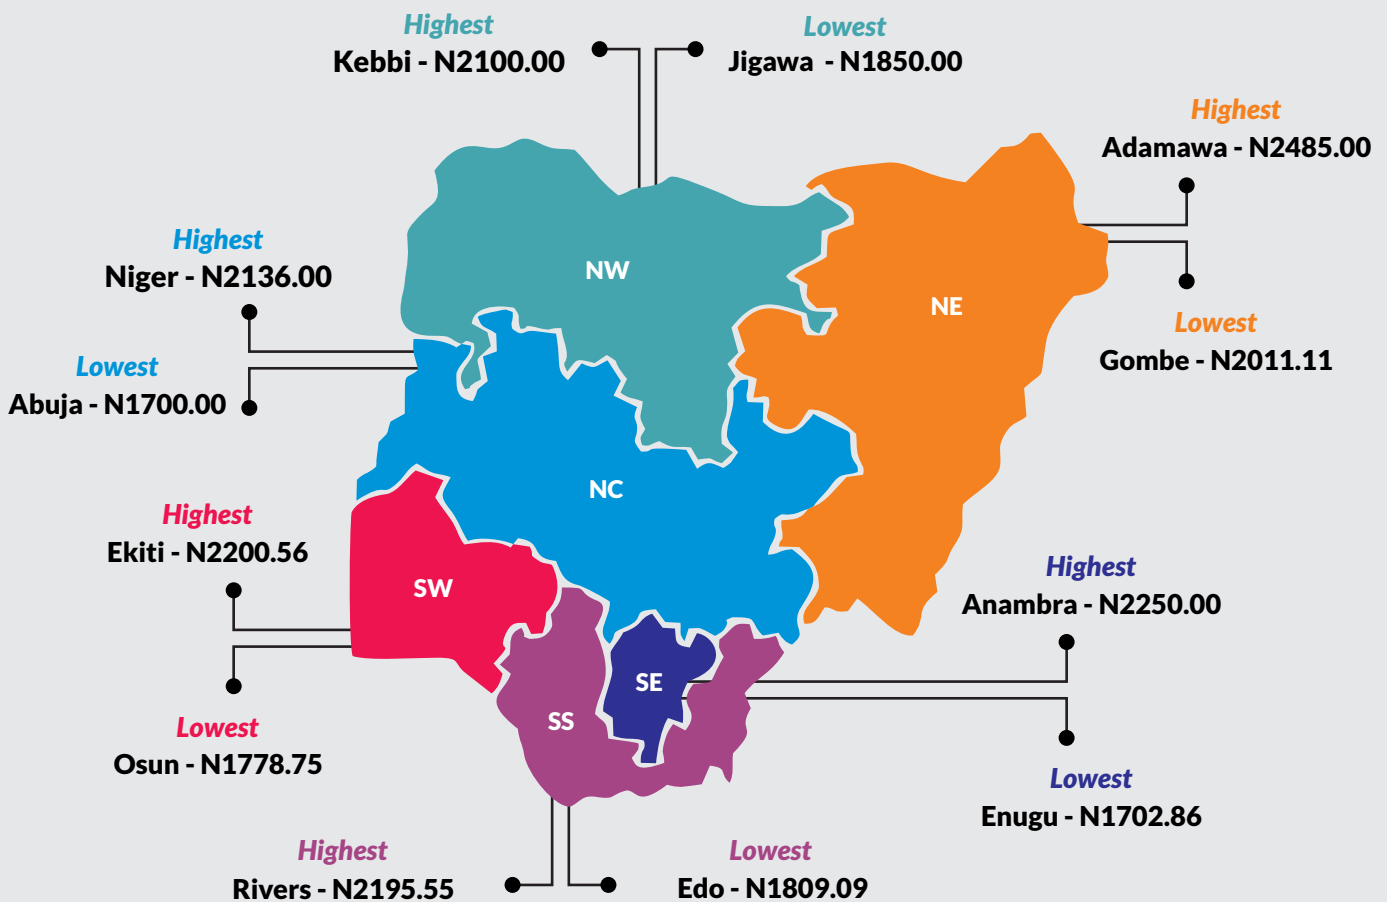 Highest
Kebbi - N2100.00
Lowest
Jigawa - N1850.00
Highest
Adamawa - N2485.00
Lowest
Gombe - N2011.11
Highest
Niger - N2136.00
Lowest
Abuja - N1700.00
NW
NE
NC
SW
SE
SS
Highest
Ekiti - N2200.56
Lowest
Osun - N1778.75
Highest
Anambra - N2250.00
Lowest
Enugu - N1702.86
Highest
Rivers - N2195.55
Lowest
Edo - N1809.09